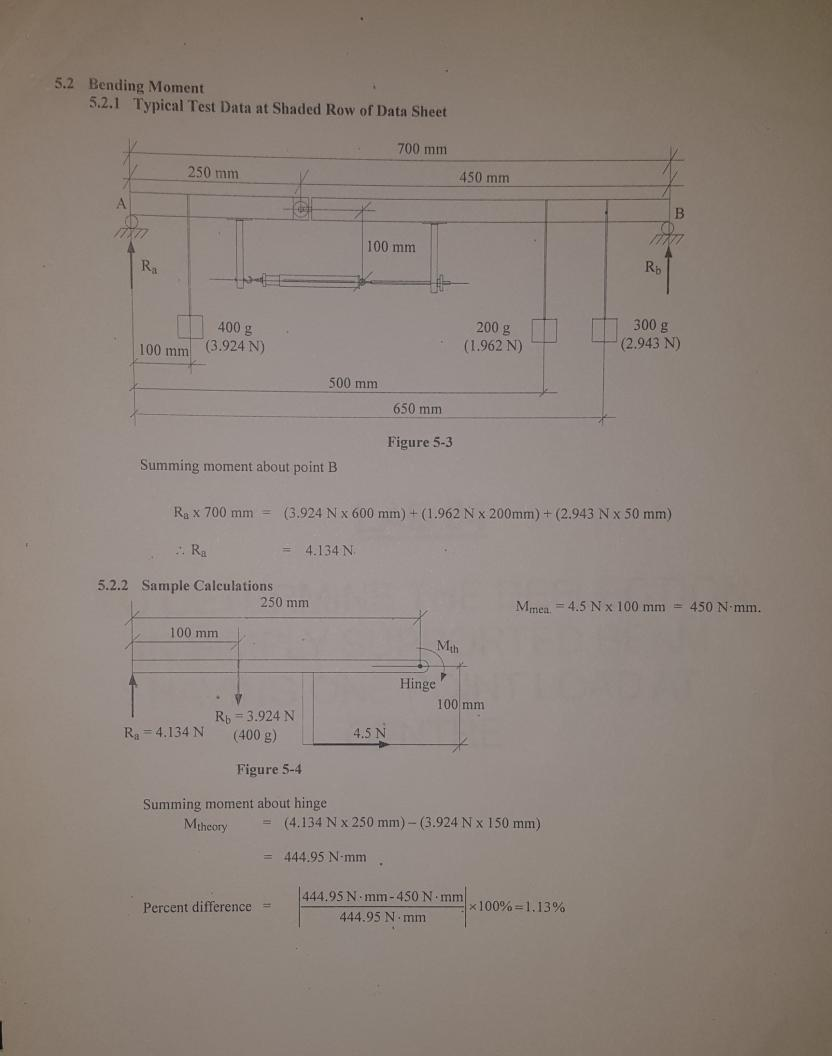 5.2 Bending Moment
5.2.1 Typical Test Data at Shaded Row of Data Sheet
700 mm
250 mm
450 mm
A
B
100 mm
Ra
Rb
400 g
(3.924 N)
200 g
(1.962 N)
300 g
(2.943 N)
100 mm
500 mm
650 mm
Figure 5-3
Summing moment about point B
Ra x 700 mm = (3.924 N x 600 mm) + (1.962 N x 200mm) + (2.943 N x 50 mm)
∴ Ra = 4.134 N.
5.2.2 Sample Calculations
250 mm
Mmea. = 4.5 N x 100 mm = 450 N·mm.
100 mm
Mth
Hinge
100 mm
Rb = 3.924 N
(400 g)
Ra = 4.134 N
4.5 N
Figure 5-4
Summing moment about hinge
Mtheory = (4.134 N x 250 mm) – (3.924 N x 150 mm)
= 444.95 N·mm
Percent difference = |444.95 N·mm-450 N·mm / 444.95 N·mm| ×100%=1.13%